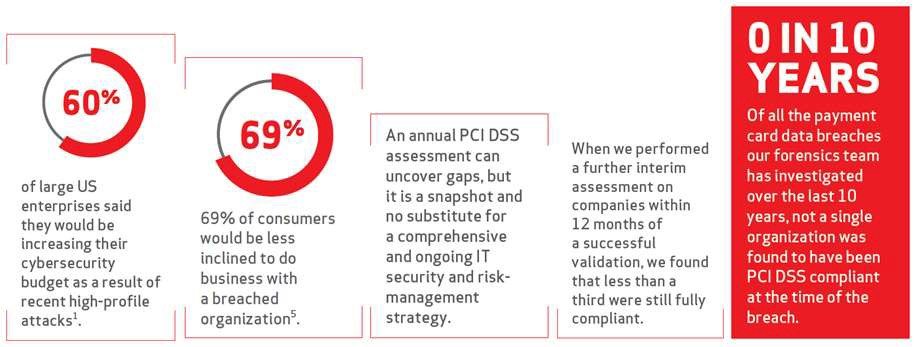 60%
of large US
enterprises said
they would be
increasing their
cybersecurity
budget as a result of
recent high-profile
attacks¹.
69%
69% of consumers
would be less
inclined to do
business with
a breached
organization⁵.
An annual PCI DSS
assessment can
uncover gaps, but
it is a snapshot and
no substitute for
a comprehensive
and ongoing IT
security and risk-
management
strategy.
When we performed
a further interim
assessment on
companies within
12 months of
a successful
validation, we found
that less than a
third were still fully
compliant.
0 IN 10
YEARS
Of all the payment
card data breaches
our forensics team
has investigated
over the last 10
years, not a single
organization was
found to have been
PCI DSS compliant
at the time of the
breach.